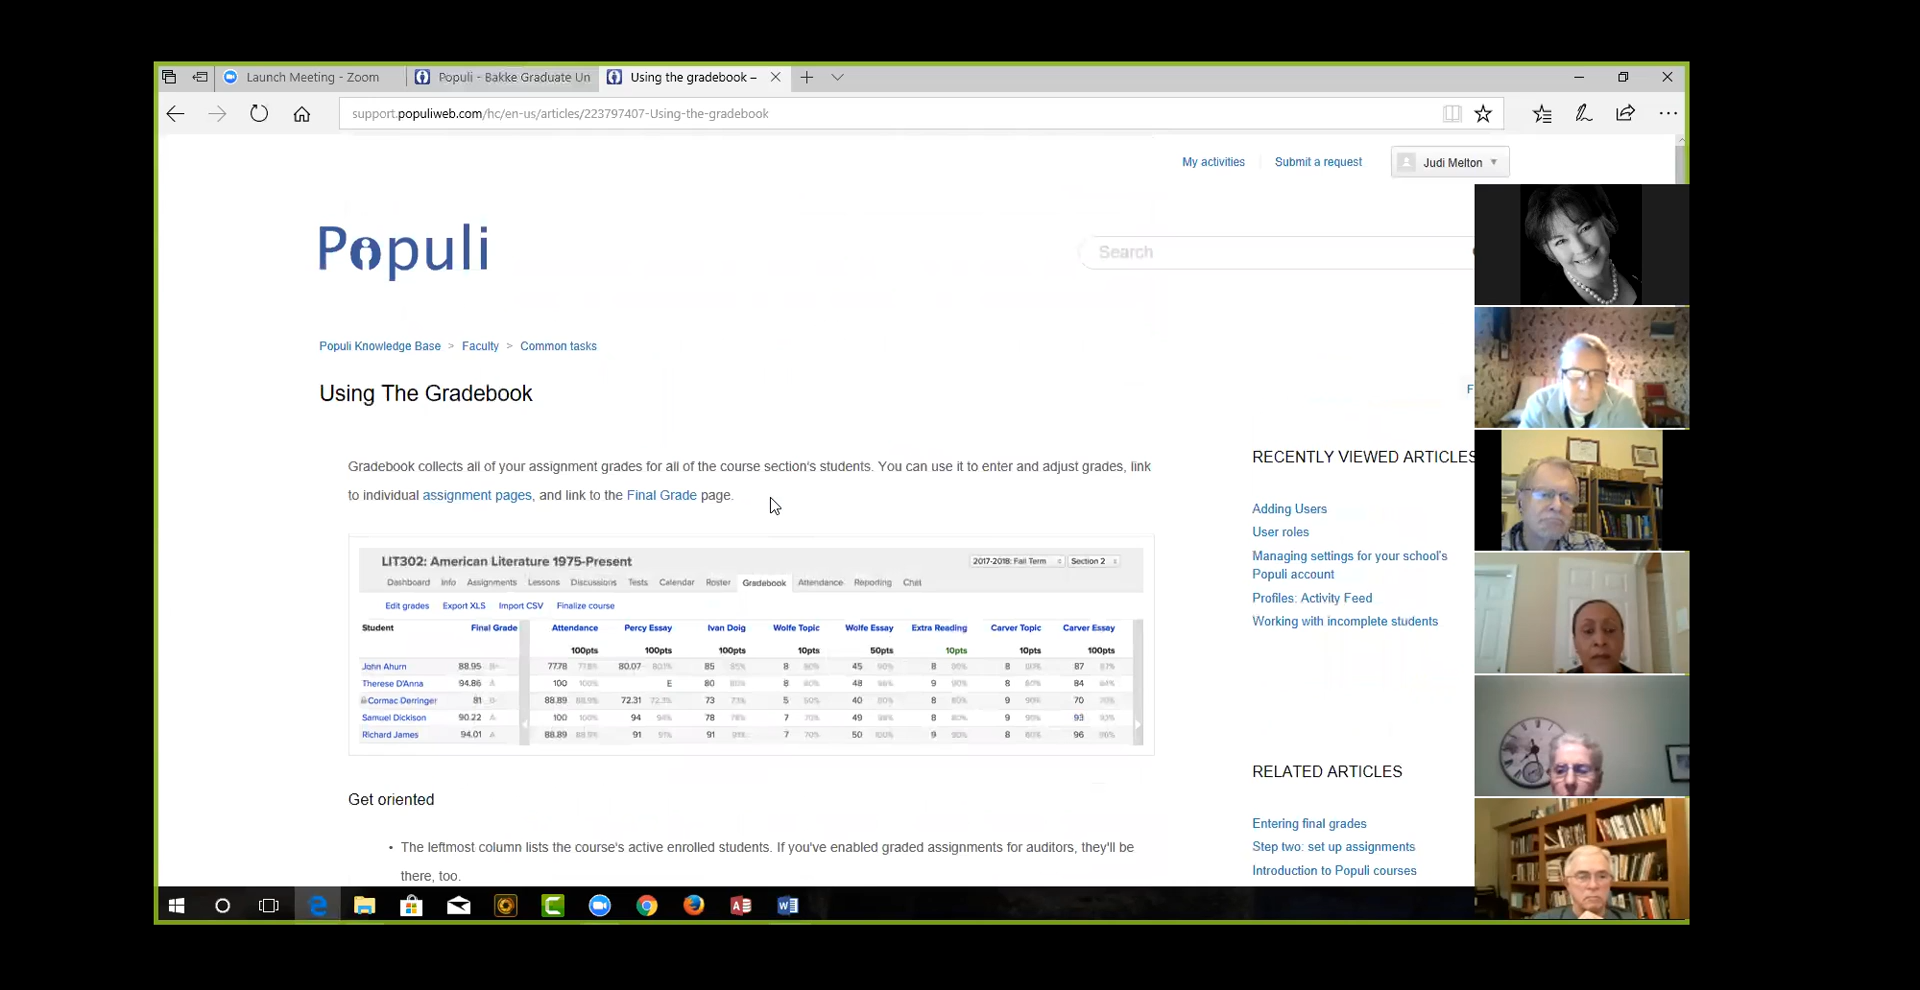 Launch Meeting - Zoom
Populi - Bakke Graduate Un
Using the gradebook –
support.populiweb.com/hc/en-us/articles/223797407-Using-the-gradebook
My activities
Submit a request
Judi Melton
Populi
Search
Populi Knowledge Base > Faculty > Common tasks
Using The Gradebook
F
Gradebook collects all of your assignment grades for all of the course section's students. You can use it to enter and adjust grades, link
to individual assignment pages, and link to the Final Grade page.
RECENTLY VIEWED ARTICLES
Adding Users
User roles
Managing settings for your school's
Populi account
Profiles: Activity Feed
Working with incomplete students
LIT302: American Literature 1975-Present
2017-2018: Fall Term
Section 2
Dashboard Info Assignments Lessons Discussions Tests Calendar Roster Gradebook Attendance Reporting Chat
Edit grades Export XLS Import CSV Finalize course
Student Final Grade Attendance Percy Essay Ivan Doig Wolfe Topic Wolfe Essay Extra Reading Carver Topic Carver Essay
100pts 100pts 100pts 10pts 50pts 10pts 10pts 100pts
John Ahurn 88.95 77.78 80.07 85 8 45 8 8 87
Therese D'Anna 94.86 A 100 100% E 80 8 48 9 8 84
Cormac Derringer 81 88.89 72.31 73 5 40 8 9 70
Samuel Dickison 90.22 A 100 100% 94 78 7 49 8 9 93
Richard James 94.01 A 88.89 91 91 7 50 9 8 96
Get oriented
• The leftmost column lists the course's active enrolled students. If you've enabled graded assignments for auditors, they'll be
there, too.
RELATED ARTICLES
Entering final grades
Step two: set up assignments
Introduction to Populi courses